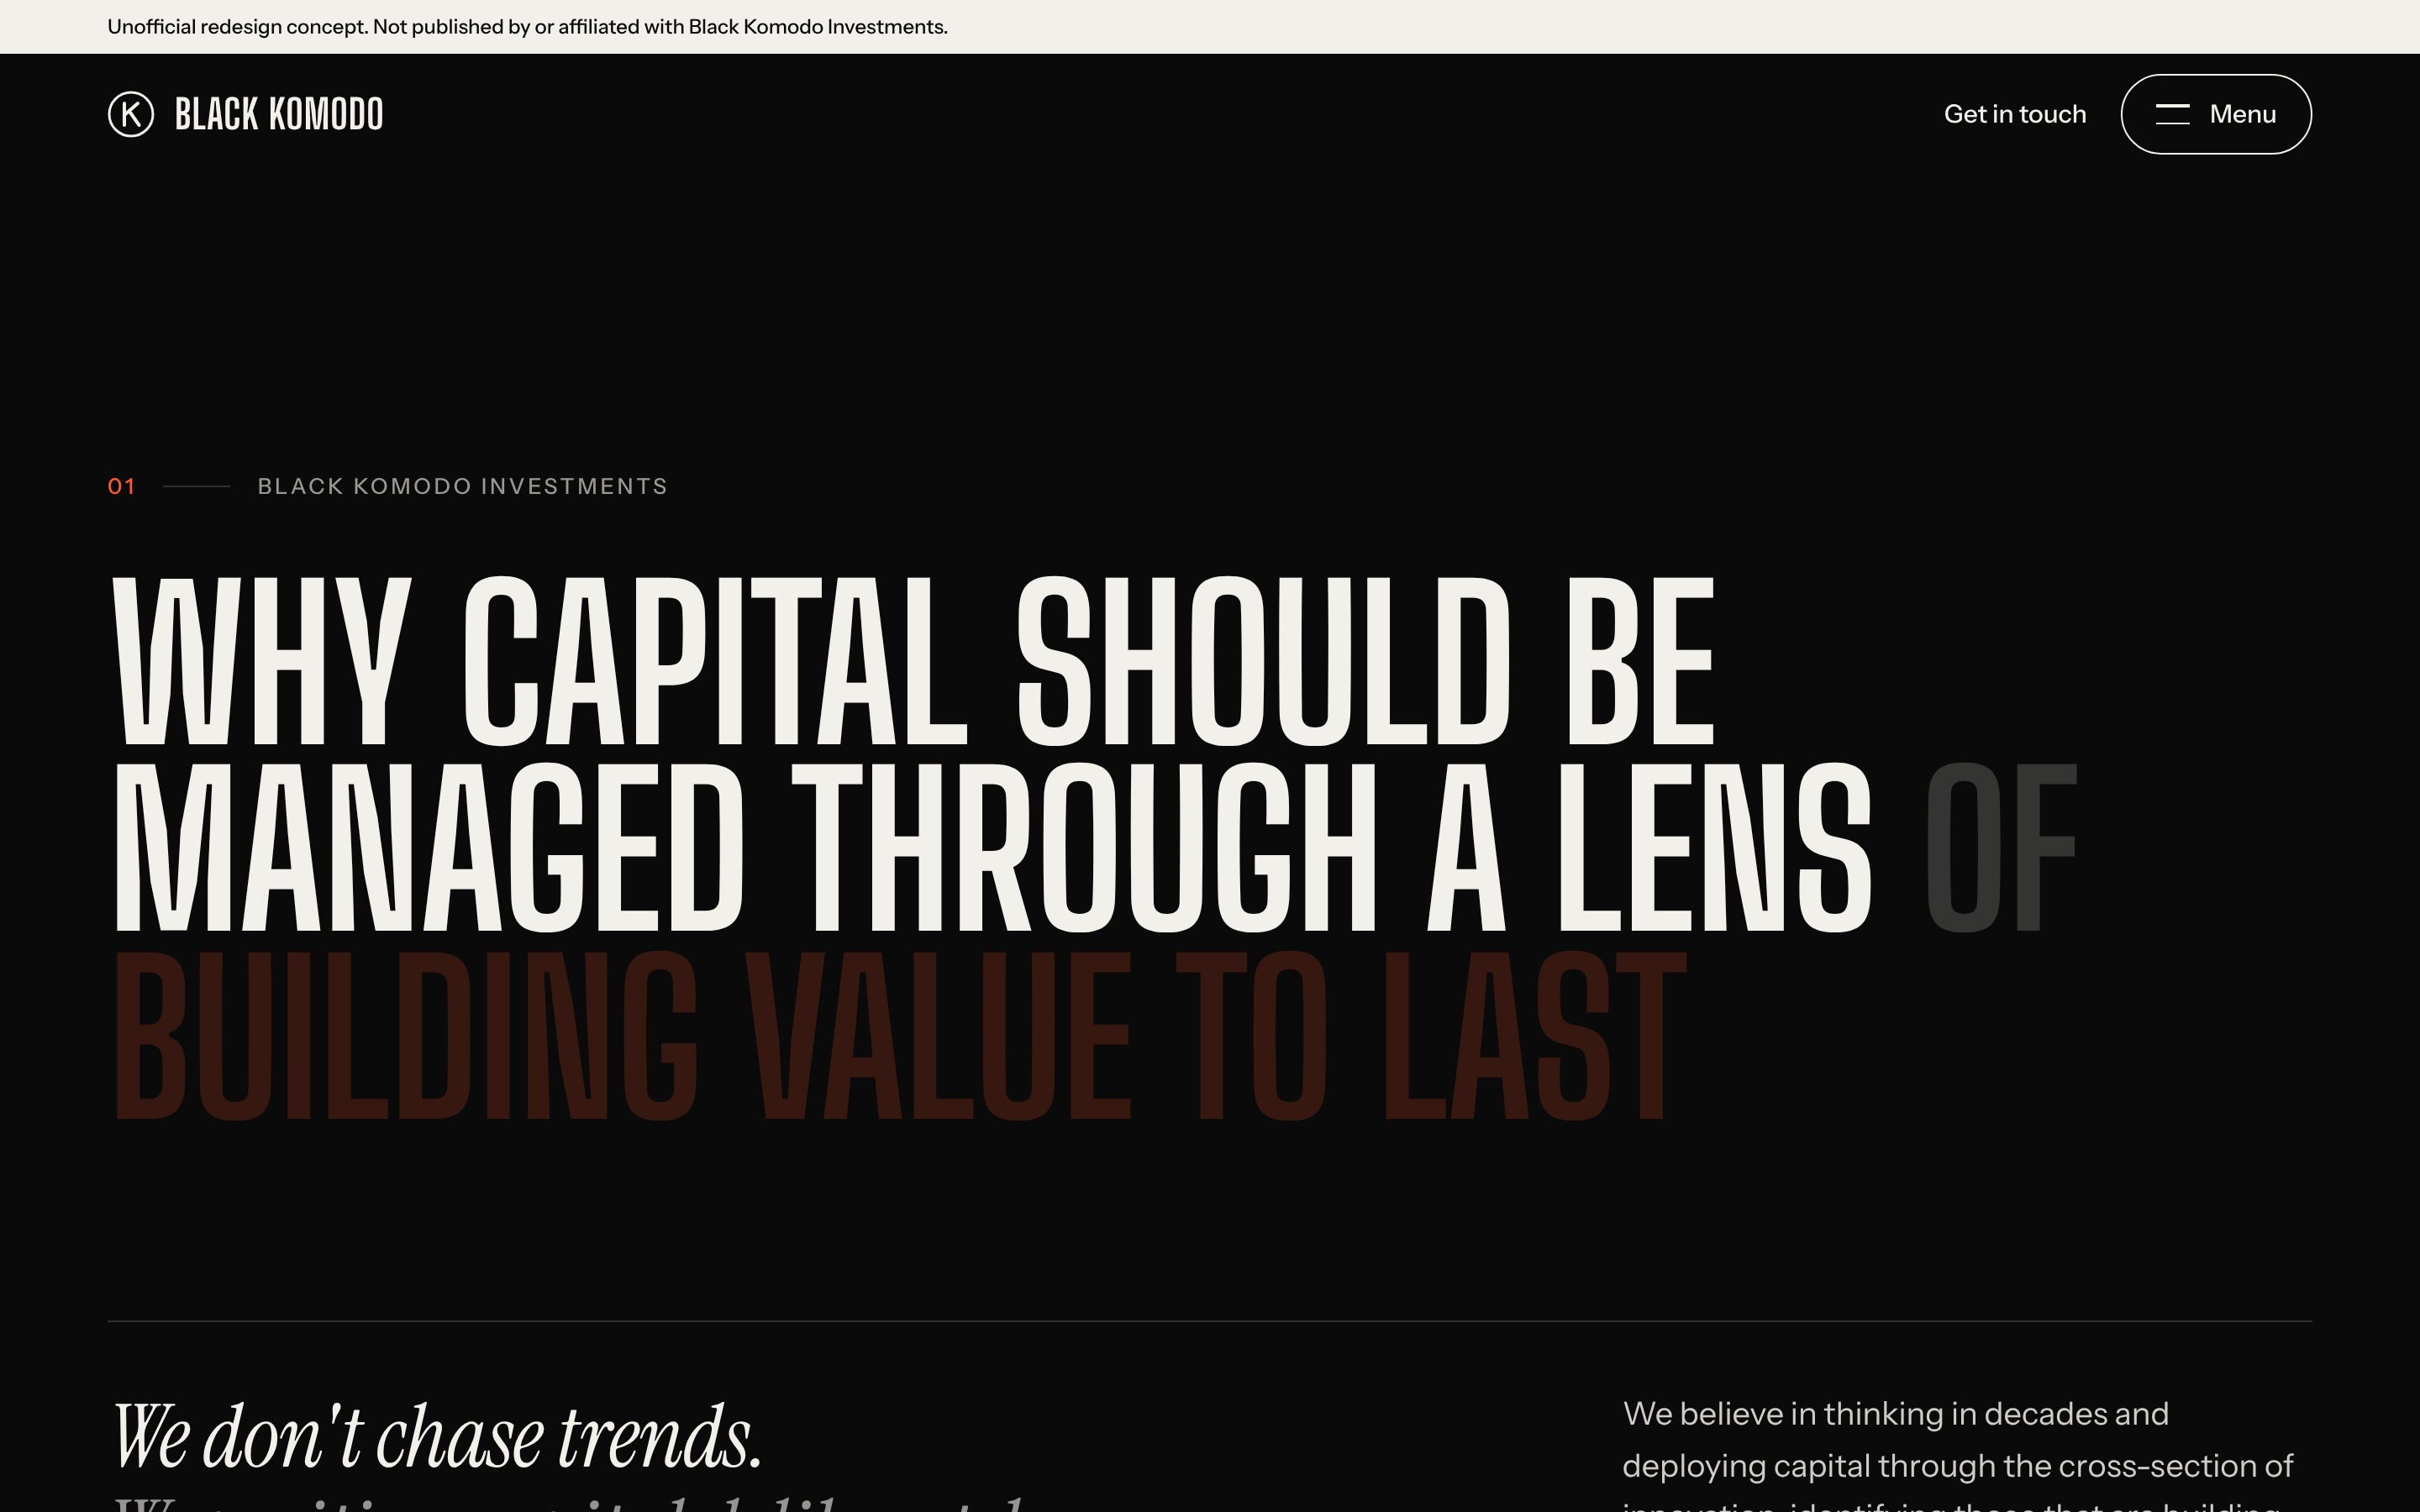 Unofficial redesign concept. Not published by or affiliated with Black Komodo Investments.
K BLACK KOMODO
Get in touch
Menu
01 BLACK KOMODO INVESTMENTS
WHY CAPITAL SHOULD BE
MANAGED THROUGH A LENS OF
BUILDING VALUE TO LAST
We don't chase trends.
We believe in thinking in decades and
deploying capital through the cross-section of